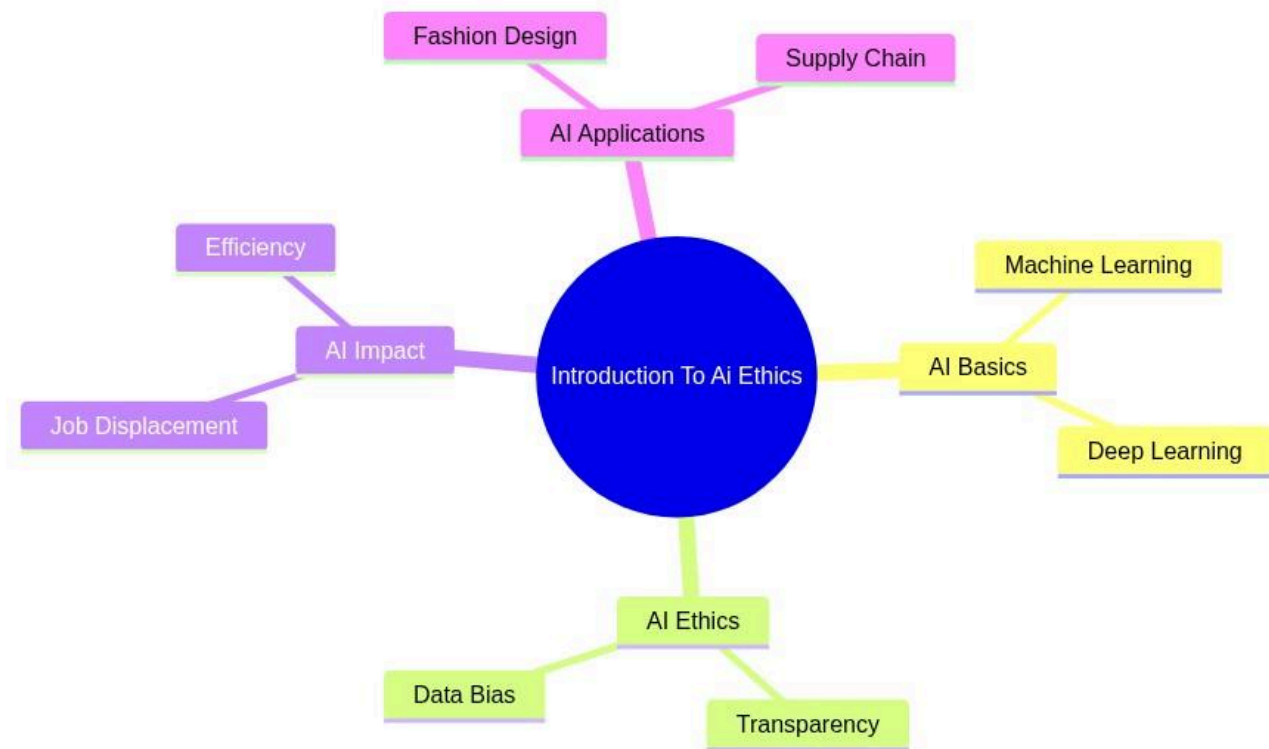 Fashion Design
Supply Chain
AI Applications
Efficiency
Machine Learning
AI Impact
Introduction To Ai Ethics
AI Basics
Job Displacement
Deep Learning
AI Ethics
Data Bias
Transparency